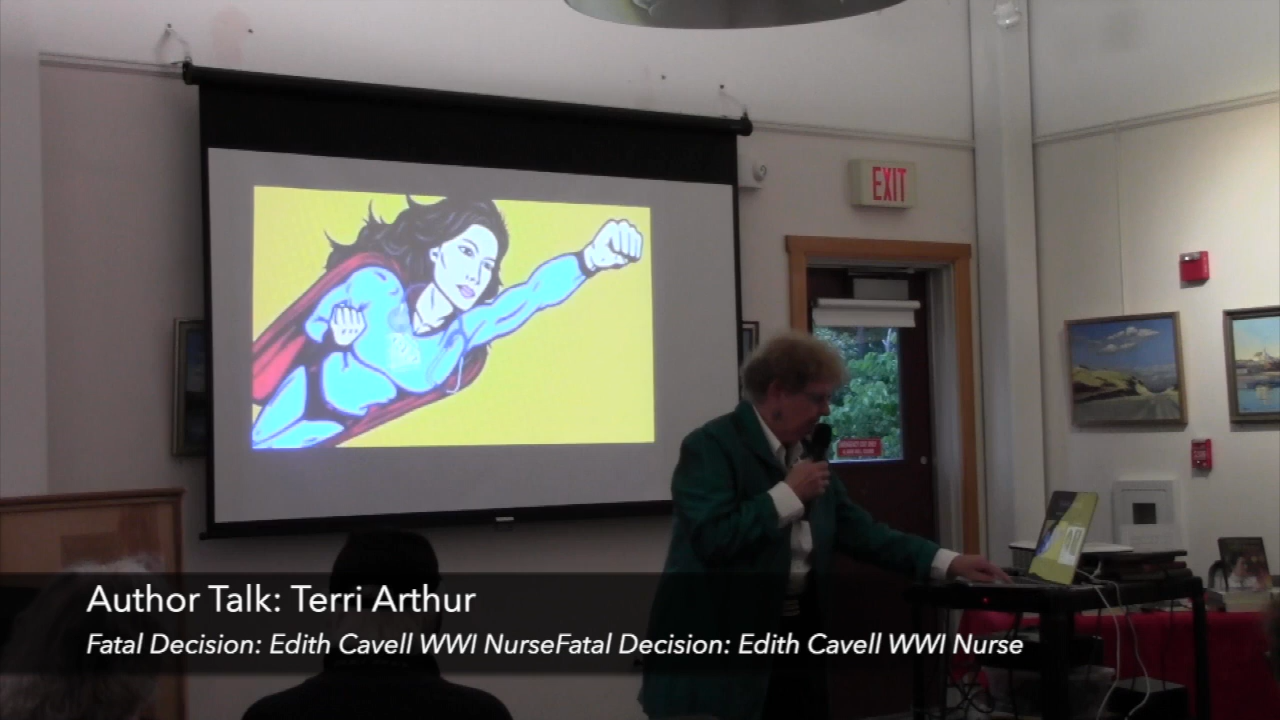 EXIT
Author Talk: Terri Arthur
Fatal Decision: Edith Cavell WWI NurseFatal Decision: Edith Cavell WWI Nurse